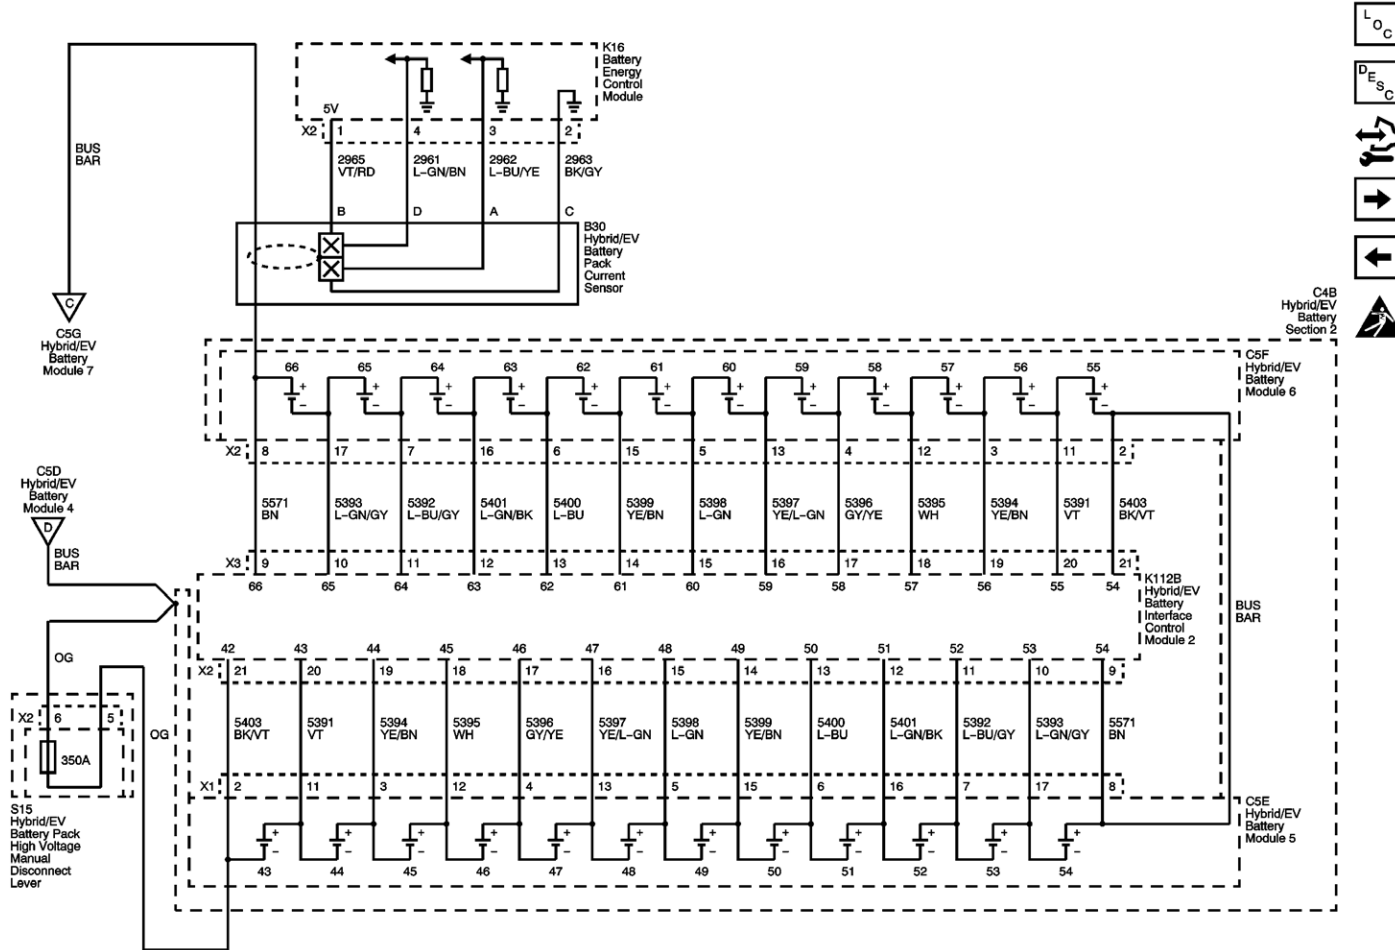 LOC
DESC
K16
Battery
Energy
Control
Module
5V
X2 1 4 3 2
BUS
BAR
2965 2961 2962 2963
VT/RD L-GN/BN L-BU/YE BK/GY
B D A C
B30
Hybrid/EV
Battery
Pack
Current
Sensor
C
C5G
Hybrid/EV
Battery
Module 7
C4B
Hybrid/EV
Battery
Section 2
C5F
Hybrid/EV
Battery
Module 6
66 65 64 63 62 61 60 59 58 57 56 55
+ + + + + + + + + + + +
- - - - - - - - - - - -
X2 8 17 7 16 6 15 5 13 4 12 3 11 2
C5D
Hybrid/EV
Battery
Module 4
D
BUS
BAR
5571 5393 5392 5401 5400 5399 5398 5397 5396 5395 5394 5391 5403
BN L-GN/GY L-BU/GY L-GN/BK L-BU YE/BN L-GN YE/L-GN GY/YE WH YE/BN VT BK/VT
X3 9 10 11 12 13 14 15 16 17 18 19 20 21
66 65 64 63 62 61 60 59 58 57 56 55 54
K112B
Hybrid/EV
Battery
Interface
Control
Module 2
BUS
BAR
42 43 44 45 46 47 48 49 50 51 52 53 54
X2 21 20 19 18 17 16 15 14 13 12 11 10 9
OG
X2 6 5
OG
350A
5403 5391 5394 5395 5396 5397 5398 5399 5400 5401 5392 5393 5571
BK/VT VT YE/BN WH GY/YE YE/L-GN L-GN YE/BN L-BU L-GN/BK L-BU/GY L-GN/GY BN
X1 2 11 3 12 4 13 5 15 6 16 7 17 8
S15
Hybrid/EV
Battery Pack
High Voltage
Manual
Disconnect
Lever
C5E
Hybrid/EV
Battery
Module 5
+ + + + + + + + + + + +
- - - - - - - - - - - -
43 44 45 46 47 48 49 50 51 52 53 54